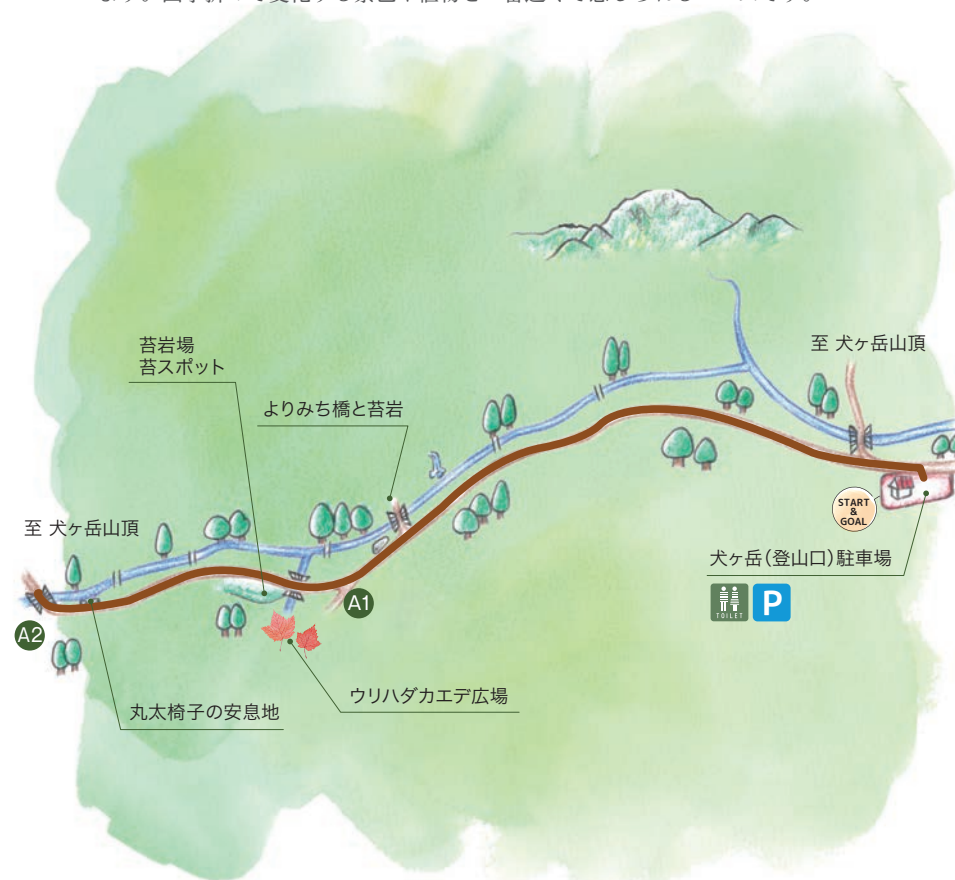 至 犬ヶ岳山頂
苔岩場
苔スポット
よりみち橋と苔岩
START
&
GOAL
至 犬ヶ岳山頂
犬ヶ岳(登山口)駐車場
TOILET
P
A1
A2
ウリハダカエデ広場
丸太椅子の安息地